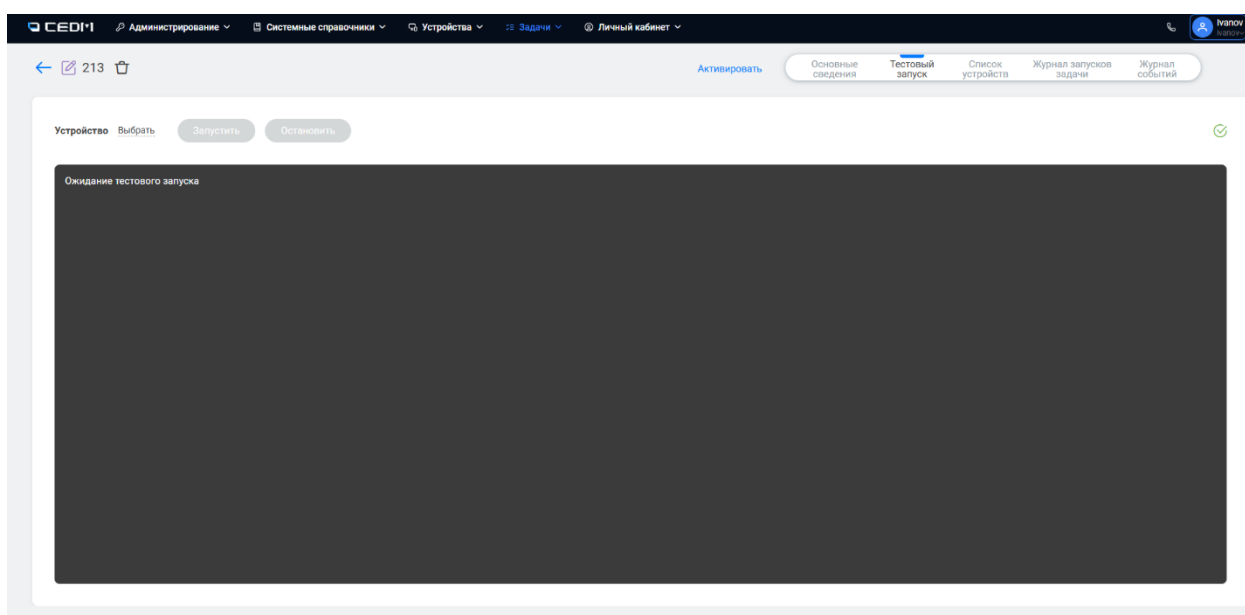 CEDM
Администрирование
Системные справочники
Устройства
Задачи
Личный кабинет
Ivanov
Ivanov-
213
Активировать
Основные
сведения
Тестовый
запуск
Список
устройств
Журнал запусков
задачи
Журнал
событий
Устройство Выбрать Запустить Остановить
Ожидание тестового запуска